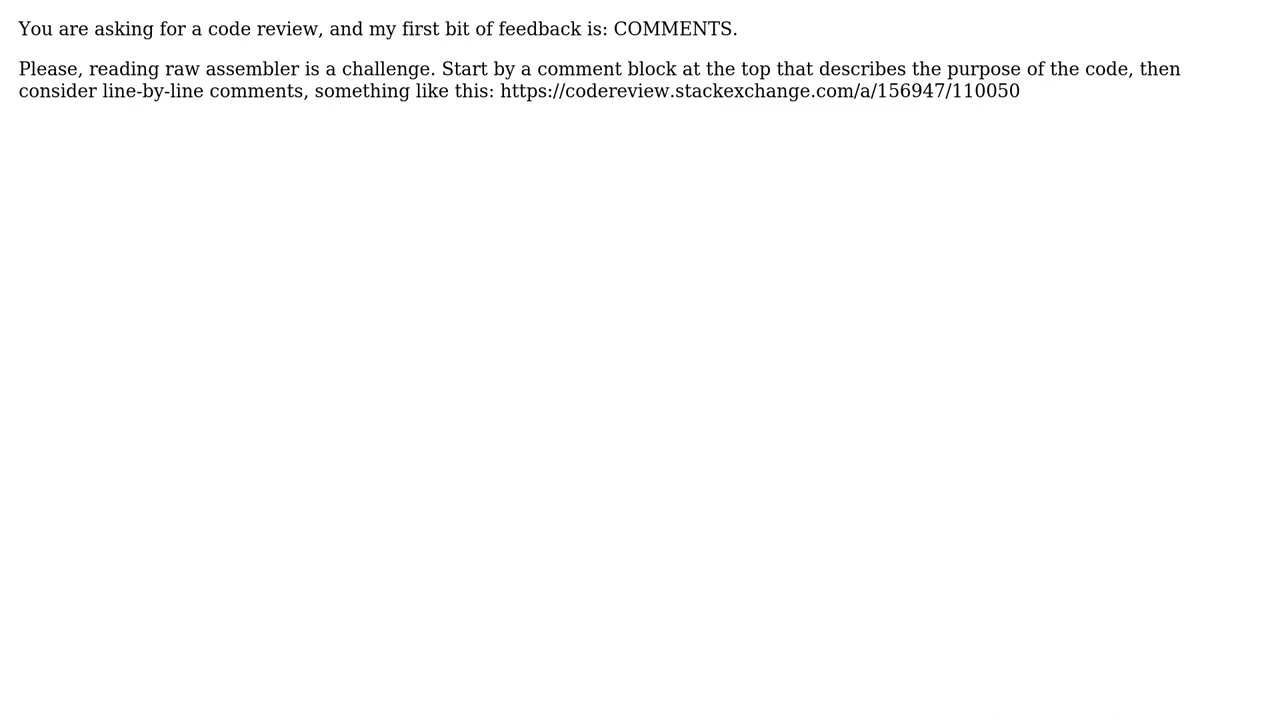 You are asking for a code review, and my first bit of feedback is: COMMENTS.
Please, reading raw assembler is a challenge. Start by a comment block at the top that describes the purpose of the code, then
consider line-by-line comments, something like this: https://codereview.stackexchange.com/a/156947/110050